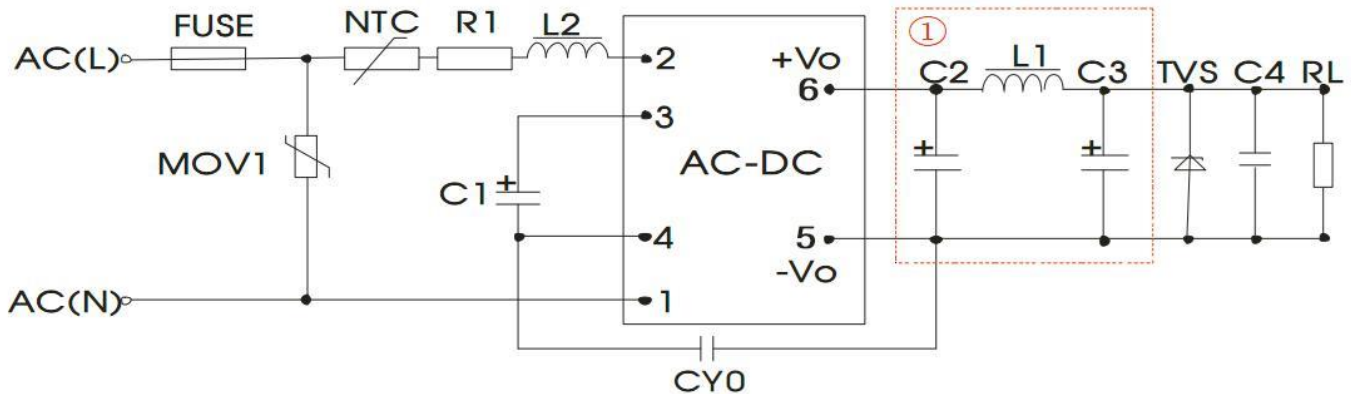 FUSE NTC R1 L2
AC(L)
2
3
MOV1
C1
+
4
AC(N)
1
AC-DC
+Vo
6
5
-Vo
CY0
①
C2 L1 C3 TVS C4 RL
+ +